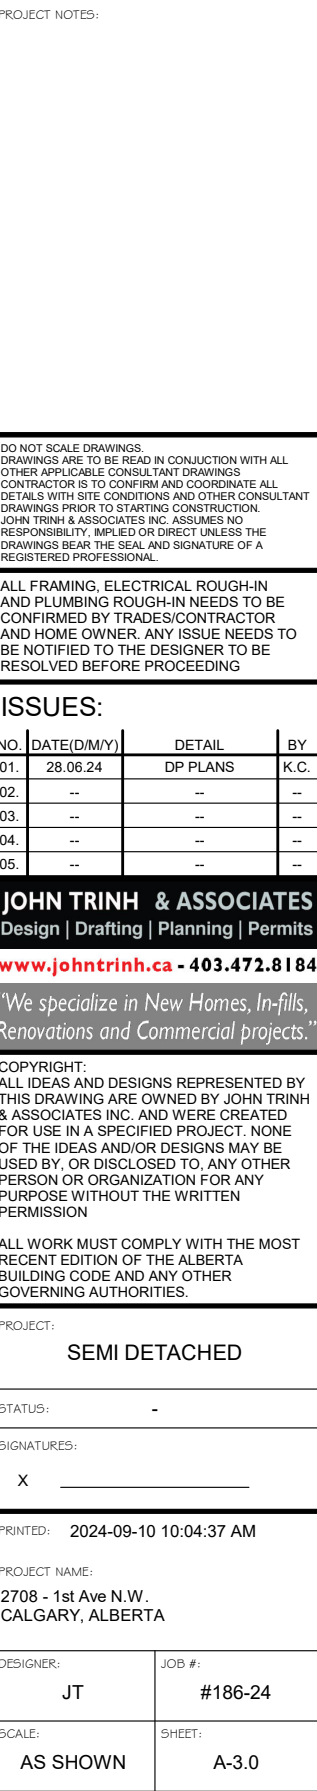 PROJECT NOTES:
DO NOT SCALE DRAWINGS.
DRAWINGS ARE TO BE READ IN CONJUCTION WITH ALL
OTHER APPLICABLE CONSULTANT DRAWINGS
CONTRACTOR IS TO CONFIRM AND COORDINATE ALL
DETAILS WITH SITE CONDITIONS AND OTHER CONSULTANT
DRAWINGS PRIOR TO STARTING CONSTRUCTION.
JOHN TRINH & ASSOCIATES INC. ASSUMES NO
RESPONSIBILITY, IMPLIED OR DIRECT UNLESS THE
DRAWINGS BEAR THE SEAL AND SIGNATURE OF A
REGISTERED PROFESSIONAL.
ALL FRAMING, ELECTRICAL ROUGH-IN
AND PLUMBING ROUGH-IN NEEDS TO BE
CONFIRMED BY TRADES/CONTRACTOR
AND HOME OWNER. ANY ISSUE NEEDS TO
BE NOTIFIED TO THE DESIGNER TO BE
RESOLVED BEFORE PROCEEDING
ISSUES:
NO. DATE(D/M/Y) DETAIL BY
01. 28.06.24 DP PLANS K.C.
02. -- -- --
03. -- -- --
04. -- -- --
05. -- -- --
JOHN TRINH & ASSOCIATES
Design | Drafting | Planning | Permits
www.johntrinh.ca - 403.472.8184
"We specialize in New Homes, In-fills,
Renovations and Commercial projects."
COPYRIGHT:
ALL IDEAS AND DESIGNS REPRESENTED BY
THIS DRAWING ARE OWNED BY JOHN TRINH
& ASSOCIATES INC. AND WERE CREATED
FOR USE IN A SPECIFIED PROJECT. NONE
OF THE IDEAS AND/OR DESIGNS MAY BE
USED BY, OR DISCLOSED TO, ANY OTHER
PERSON OR ORGANIZATION FOR ANY
PURPOSE WITHOUT THE WRITTEN
PERMISSION
ALL WORK MUST COMPLY WITH THE MOST
RECENT EDITION OF THE ALBERTA
BUILDING CODE AND ANY OTHER
GOVERNING AUTHORITIES.
PROJECT:
SEMI DETACHED
STATUS: -
SIGNATURES:
X
PRINTED: 2024-09-10 10:04:37 AM
PROJECT NAME:
2708 - 1st Ave N.W.
CALGARY, ALBERTA
DESIGNER: JOB #:
JT #186-24
SCALE: SHEET:
AS SHOWN A-3.0